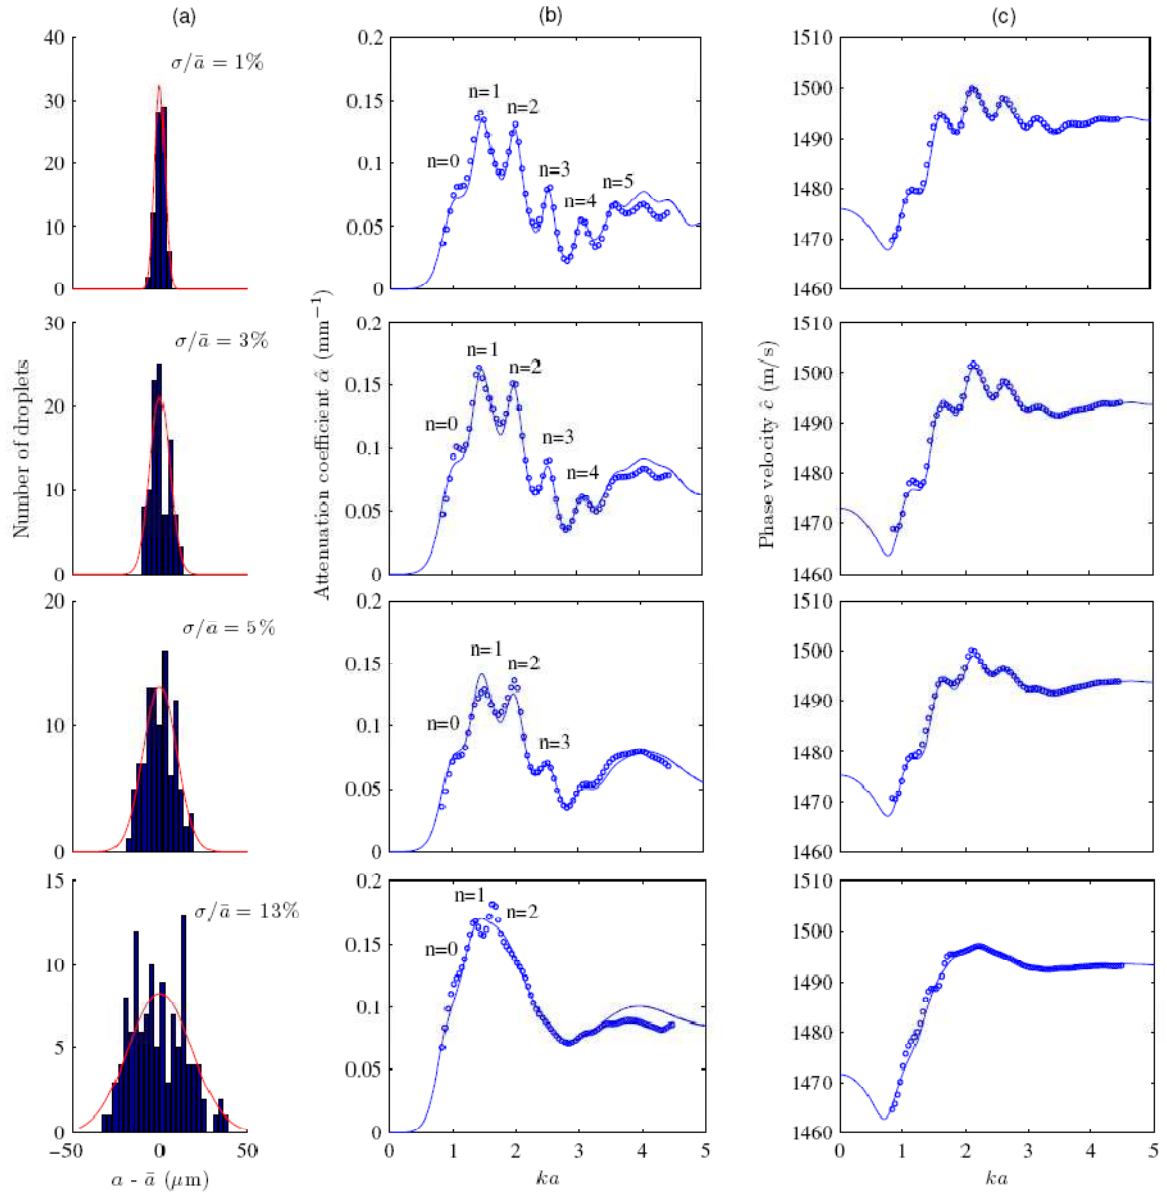 (a)
(b)
(c)
40
30
20
10
0
σ/ā = 1%
0.2
0.15
0.1
0.05
0
n=0
n=1
n=2
n=3
n=4
n=5
1510
1500
1490
1480
1470
1460
30
20
10
0
σ/ā = 3%
0.2
0.15
0.1
0.05
0
n=0
n=1
n=2
n=3
n=4
1510
1500
1490
1480
1470
1460
Number of droplets
Attenuation coefficient α̂ (mm⁻¹)
Phase velocity ĉ (m/s)
20
10
0
σ/ā = 5%
0.2
0.15
0.1
0.05
0
n=0
n=1
n=2
n=3
1510
1500
1490
1480
1470
1460
15
10
5
0
σ/ā = 13%
0.2
0.15
0.1
0.05
0
n=0
n=1
n=2
1510
1500
1490
1480
1470
1460
−50 0 50
0 1 2 3 4 5
0 1 2 3 4 5
a - ā (μm)
ka
ka